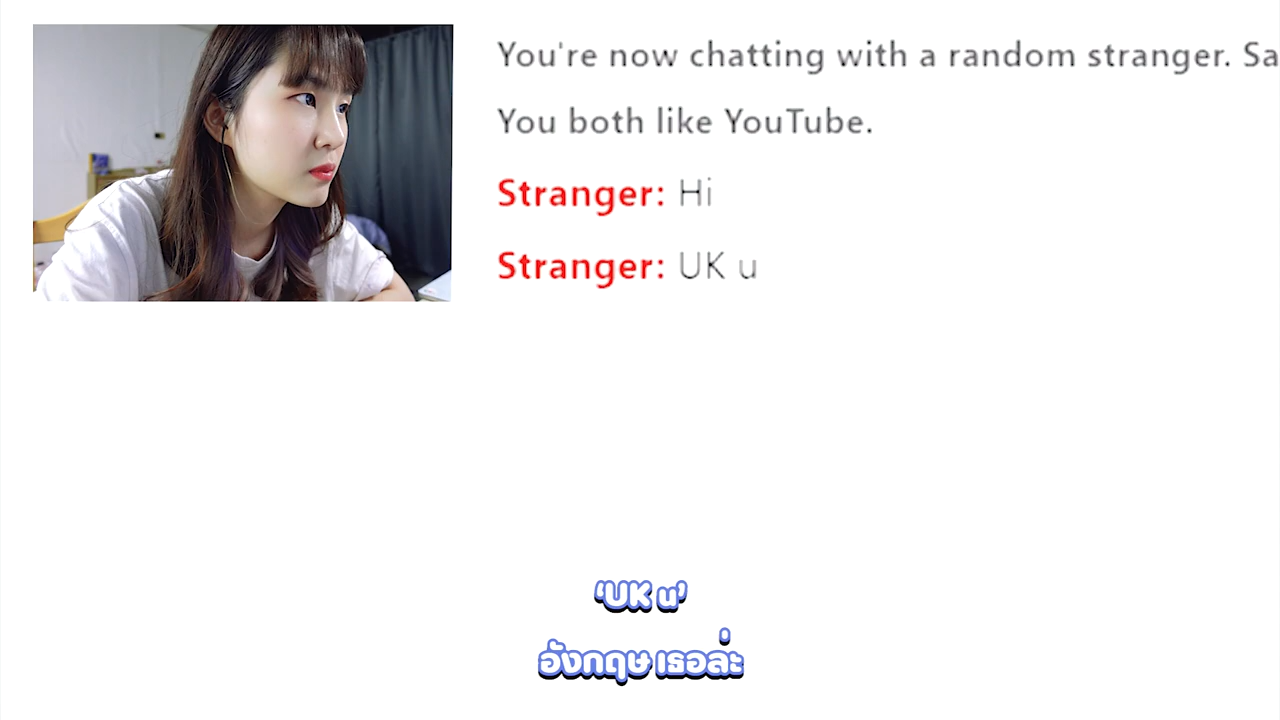 You're now chatting with a random stranger. Sa
You both like YouTube.
Stranger: Hi
Stranger: UK u
‘UK u’
อังกฤษ เธอล่ะ